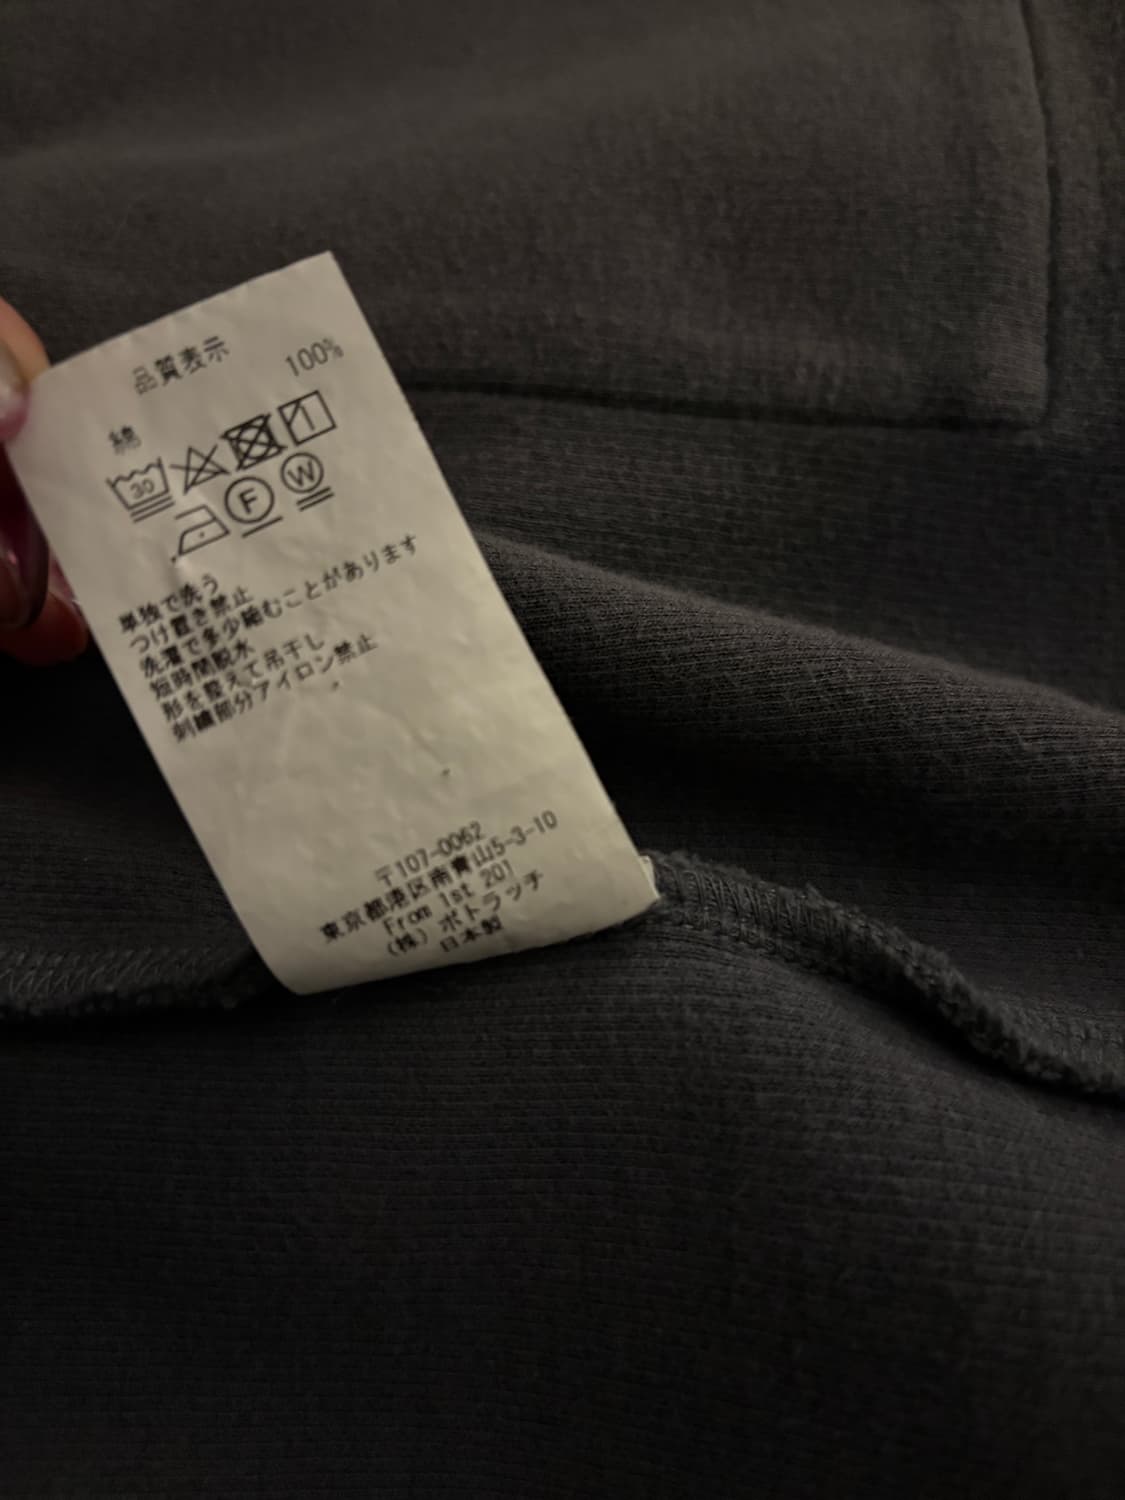 品質表示
綿 100%
30
F W
単独で洗う
つけ置き禁止
洗濯で多少縮むことがあります
短時間脱水
形を整えて吊干し
刺繍部分アイロン禁止
〒107-0062
東京都港区南青山5-3-10
From 1st 201
(株) ポトラッチ
日本製